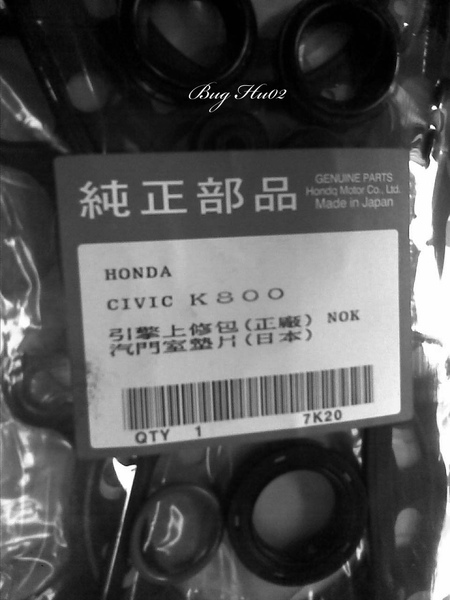 Bug Hu02
純正部品
GENUINE PARTS
Honda Motor Co., Ltd.
Made in Japan
HONDA
CIVIC K800
引擎上修包(正廠) NOK
汽門室墊片(日本)
QTY 1 7K20